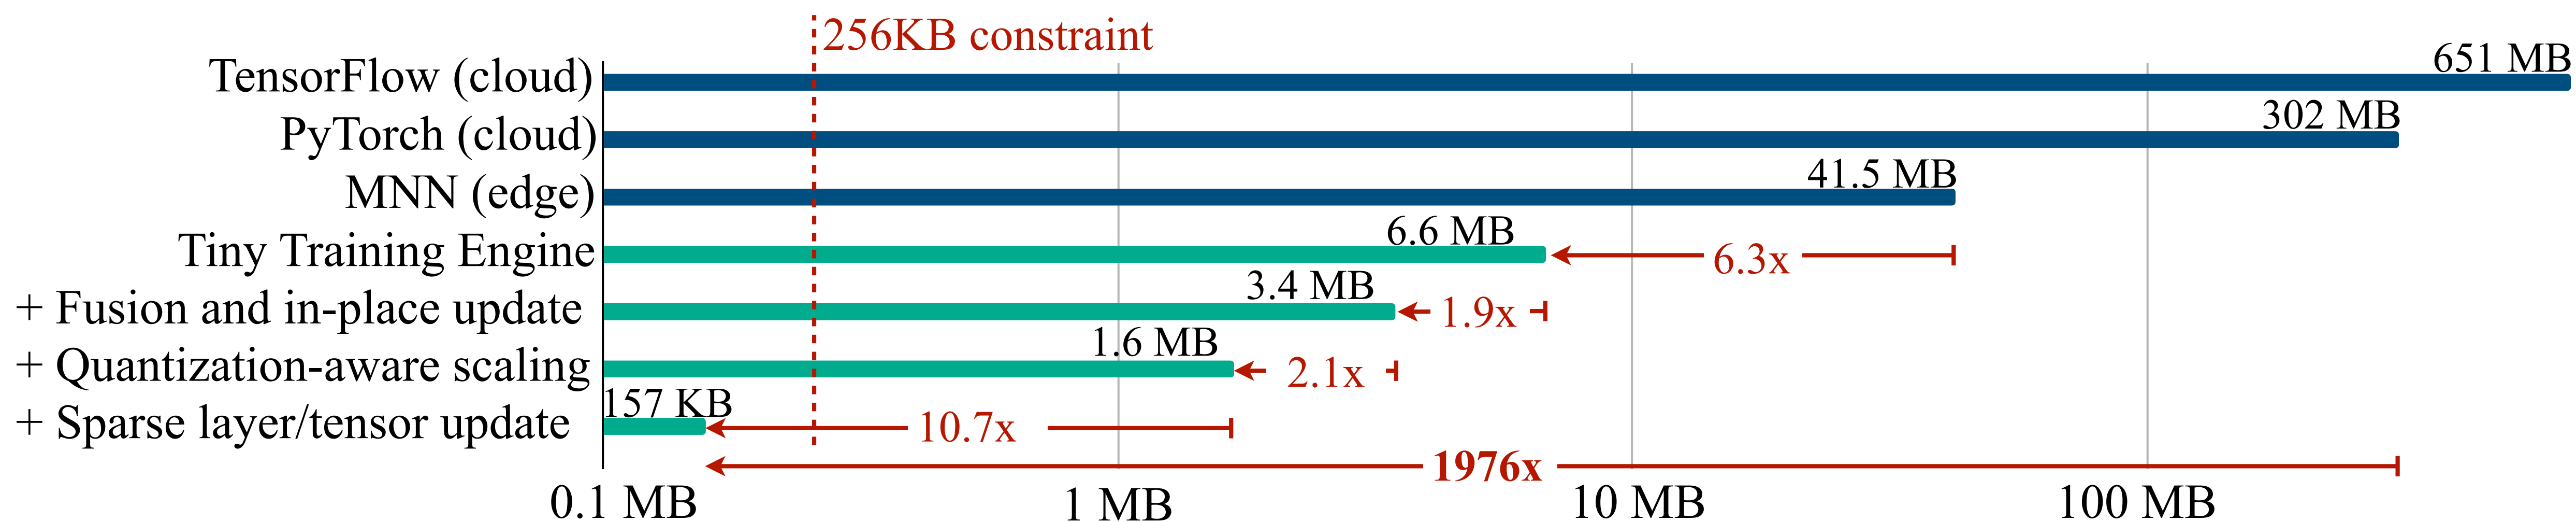 256KB constraint
TensorFlow (cloud) 651 MB
PyTorch (cloud) 302 MB
MNN (edge) 41.5 MB
Tiny Training Engine 6.6 MB 6.3x
+ Fusion and in-place update 3.4 MB 1.9x
+ Quantization-aware scaling 1.6 MB 2.1x
+ Sparse layer/tensor update 157 KB 10.7x
1976x
0.1 MB 1 MB 10 MB 100 MB